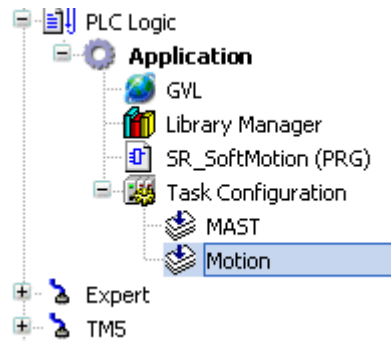 PLC Logic
Application
GVL
Library Manager
SR_SoftMotion (PRG)
Task Configuration
MAST
Motion
Expert
TM5